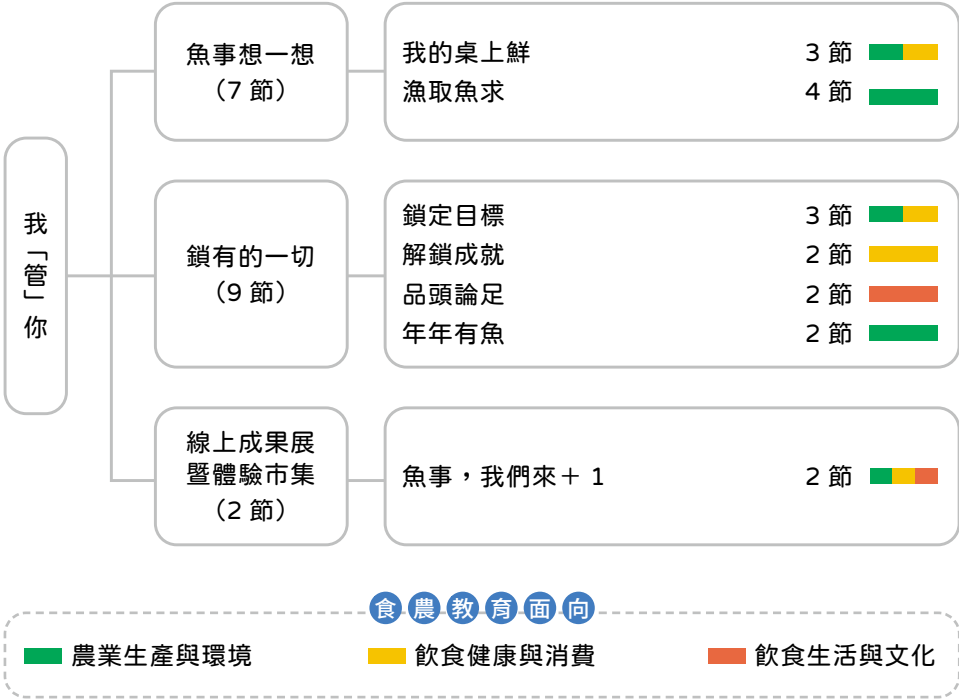 我「管」你
魚事想一想
（7 節）
我的桌上鮮 3 節
漁取魚求 4 節
鎖有的一切
（9 節）
鎖定目標 3 節
解鎖成就 2 節
品頭論足 2 節
年年有魚 2 節
線上成果展
暨體驗市集
（2 節）
魚事，我們來＋ 1 2 節
食農教育面向
農業生產與環境 飲食健康與消費 飲食生活與文化